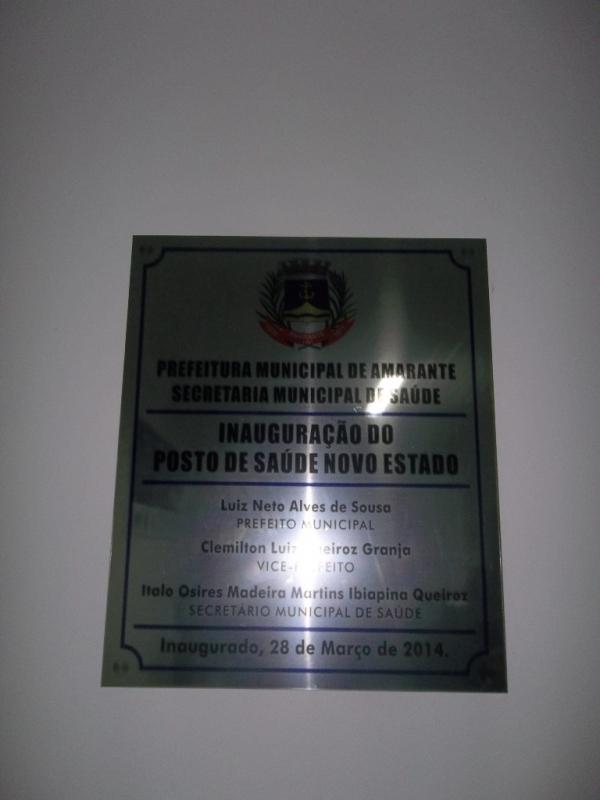 PREFEITURA MUNICIPAL DE AMARANTE
SECRETARIA MUNICIPAL DE SAÚDE
INAUGURAÇÃO DO
POSTO DE SAÚDE NOVO ESTADO
Luiz Neto Alves de Sousa
PREFEITO MUNICIPAL
Clemilton Luiz Queiroz Granja
VICE-PREFEITO
Italo Osires Madeira Martins Ibiapina Queiroz
SECRETÁRIO MUNICIPAL DE SAÚDE
Inaugurado, 28 de Março de 2014.